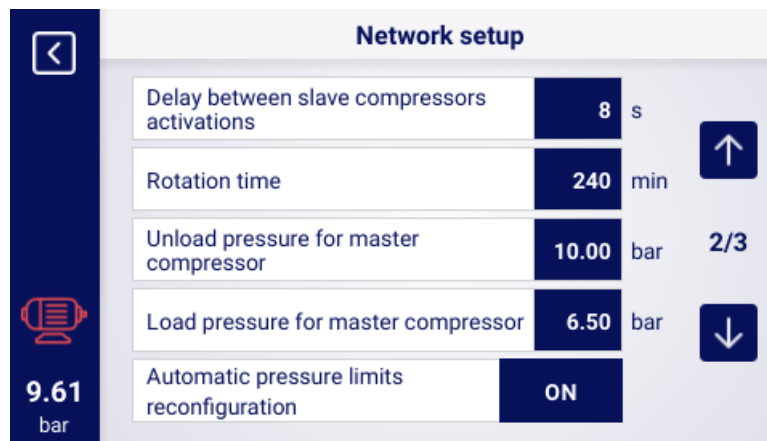 Network setup
Delay between slave compressors
activations
8 s
Rotation time 240 min
Unload pressure for master
compressor
10.00 bar
2/3
Load pressure for master compressor 6.50 bar
Automatic pressure limits
reconfiguration
ON
9.61
bar